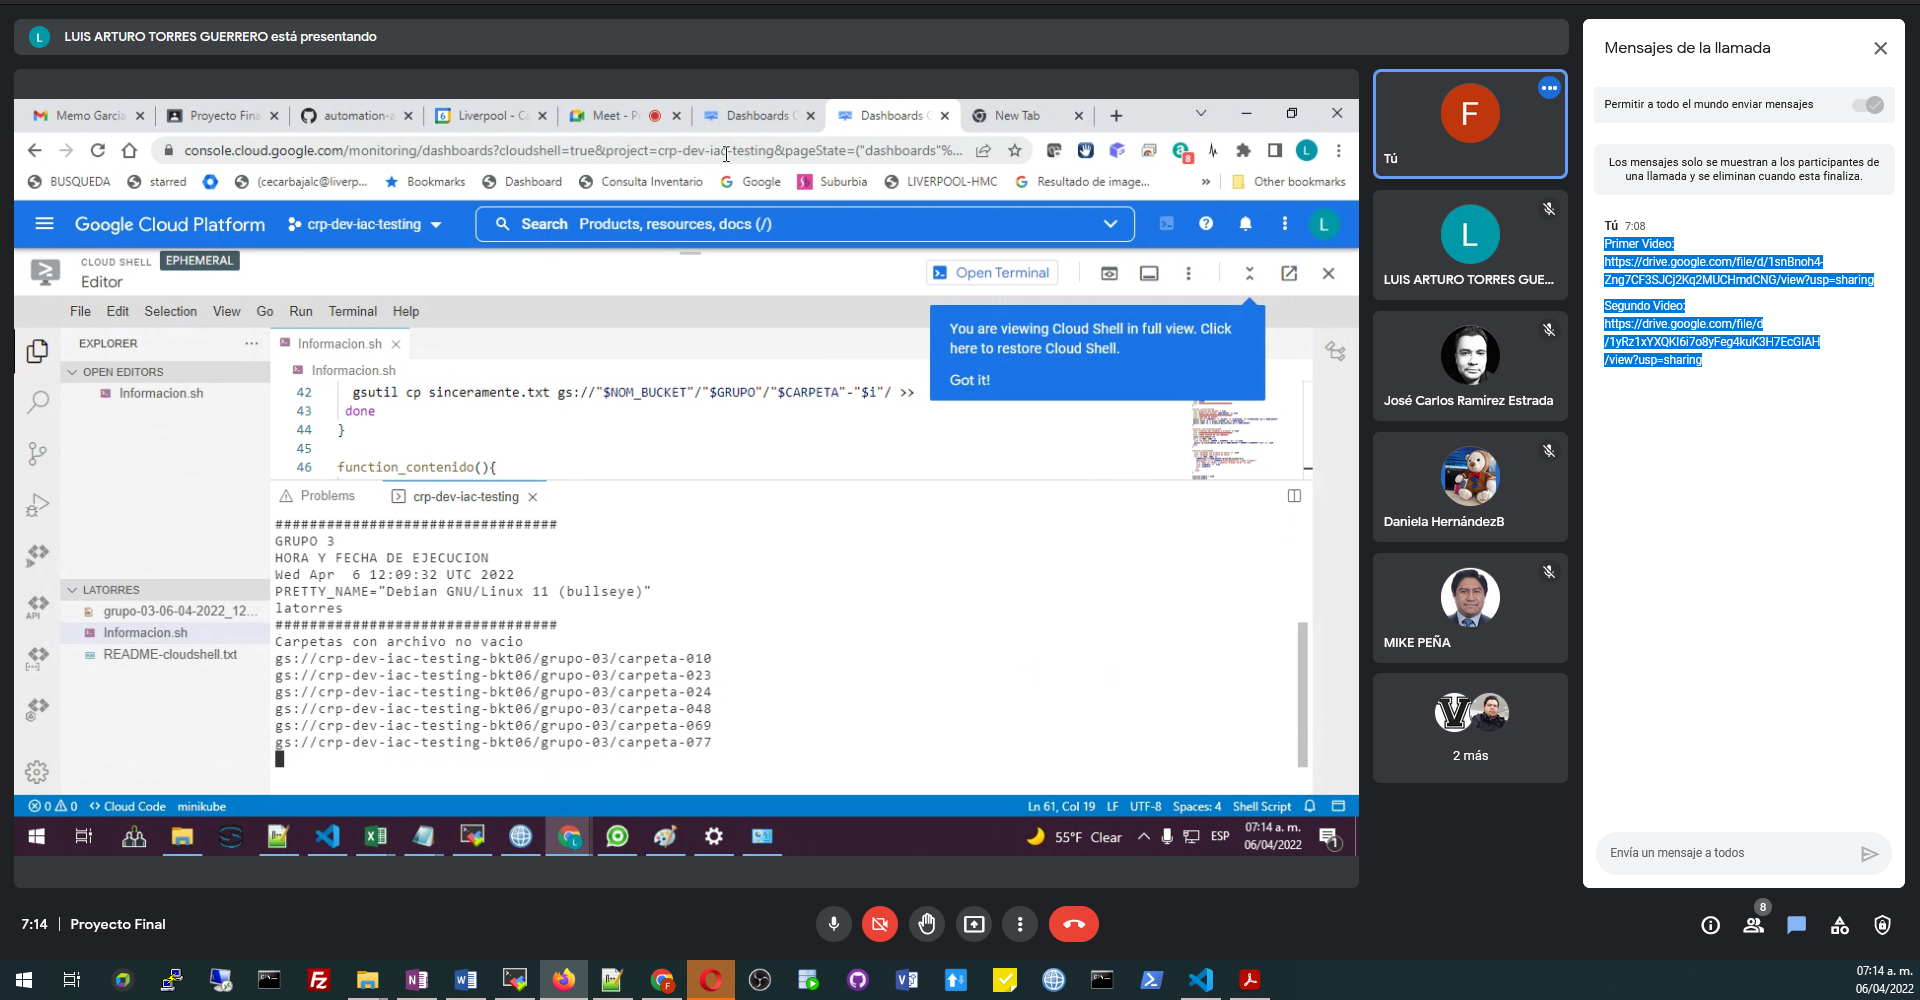 LUIS ARTURO TORRES GUERRERO está presentando
Memo Garcia
Proyecto Fina
automation-a
Liverpool - Ca
Meet - Pr
Dashboards C
Dashboards C
New Tab
console.cloud.google.com/monitoring/dashboards?cloudshell=true&project=crp-dev-iac-testing&pageState=("dashboards"%...
BUSQUEDA
starred
(cecarbajalc@liverp...
Bookmarks
Dashboard
Consulta Inventario
Google
Suburbia
LIVERPOOL-HMC
Resultado de image...
»
Other bookmarks
Google Cloud Platform
crp-dev-iac-testing
Search Products, resources, docs (/)
L
CLOUD SHELL
EPHEMERAL
Editor
Open Terminal
File Edit Selection View Go Run Terminal Help
You are viewing Cloud Shell in full view. Click
here to restore Cloud Shell.
Got it!
EXPLORER
OPEN EDITORS
Informacion.sh
LATORRES
grupo-03-06-04-2022_12...
Informacion.sh
README-cloudshell.txt
API
Informacion.sh
Informacion.sh
42 gsutil cp sinceramente.txt gs://"$NOM_BUCKET"/"$GRUPO"/"$CARPETA"-"$i"/ >>
43 done
44 }
45
46 function_contenido(){
Problems
crp-dev-iac-testing
#################################
GRUPO 3
HORA Y FECHA DE EJECUCION
Wed Apr  6 12:09:32 UTC 2022
PRETTY_NAME="Debian GNU/Linux 11 (bullseye)"
latorres
#################################
Carpetas con archivo no vacio
gs://crp-dev-iac-testing-bkt06/grupo-03/carpeta-010
gs://crp-dev-iac-testing-bkt06/grupo-03/carpeta-023
gs://crp-dev-iac-testing-bkt06/grupo-03/carpeta-024
gs://crp-dev-iac-testing-bkt06/grupo-03/carpeta-048
gs://crp-dev-iac-testing-bkt06/grupo-03/carpeta-069
gs://crp-dev-iac-testing-bkt06/grupo-03/carpeta-077
0 0 Cloud Code minikube
Ln 61, Col 19 LF UTF-8 Spaces: 4 Shell Script
55°F Clear
ESP
07:14 a. m.
06/04/2022
1
F
Tú
L
LUIS ARTURO TORRES GUE...
José Carlos Ramírez Estrada
Daniela HernándezB
MIKE PEÑA
2 más
Mensajes de la llamada
Permitir a todo el mundo enviar mensajes
Los mensajes solo se muestran a los participantes de
una llamada y se eliminan cuando esta finaliza.
Tú 7:08
Primer Video:
https://drive.google.com/file/d/1snBnoh4-
Zng7CF3SJCj2Kq2MUCHmdCNG/view?usp=sharing
Segundo Video:
https://drive.google.com/file/d
/1yRz1xYXQKI6i7o8yFeg4kuK3H7EcGIAH
/view?usp=sharing
Envía un mensaje a todos
7:14 | Proyecto Final
8
07:14 a. m.
06/04/2022